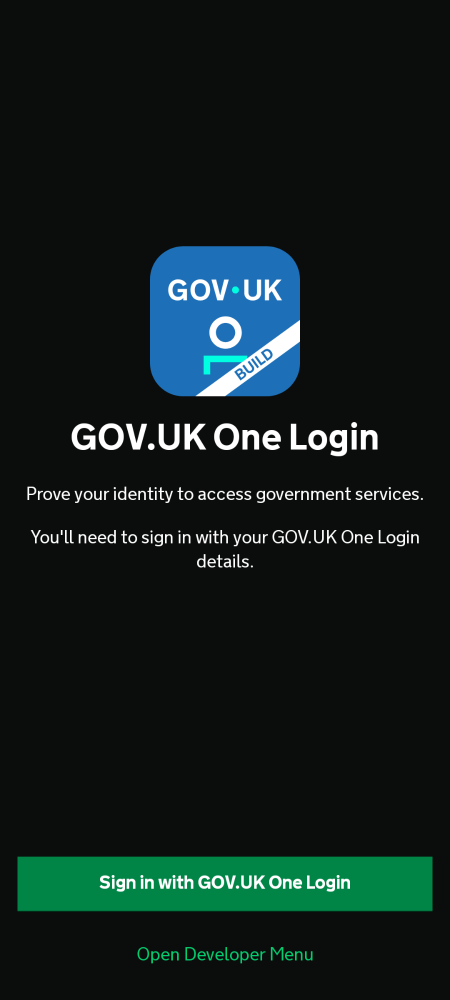 GOV·UK
BUILD
GOV.UK One Login
Prove your identity to access government services.
You'll need to sign in with your GOV.UK One Login
details.
Sign in with GOV.UK One Login
Open Developer Menu